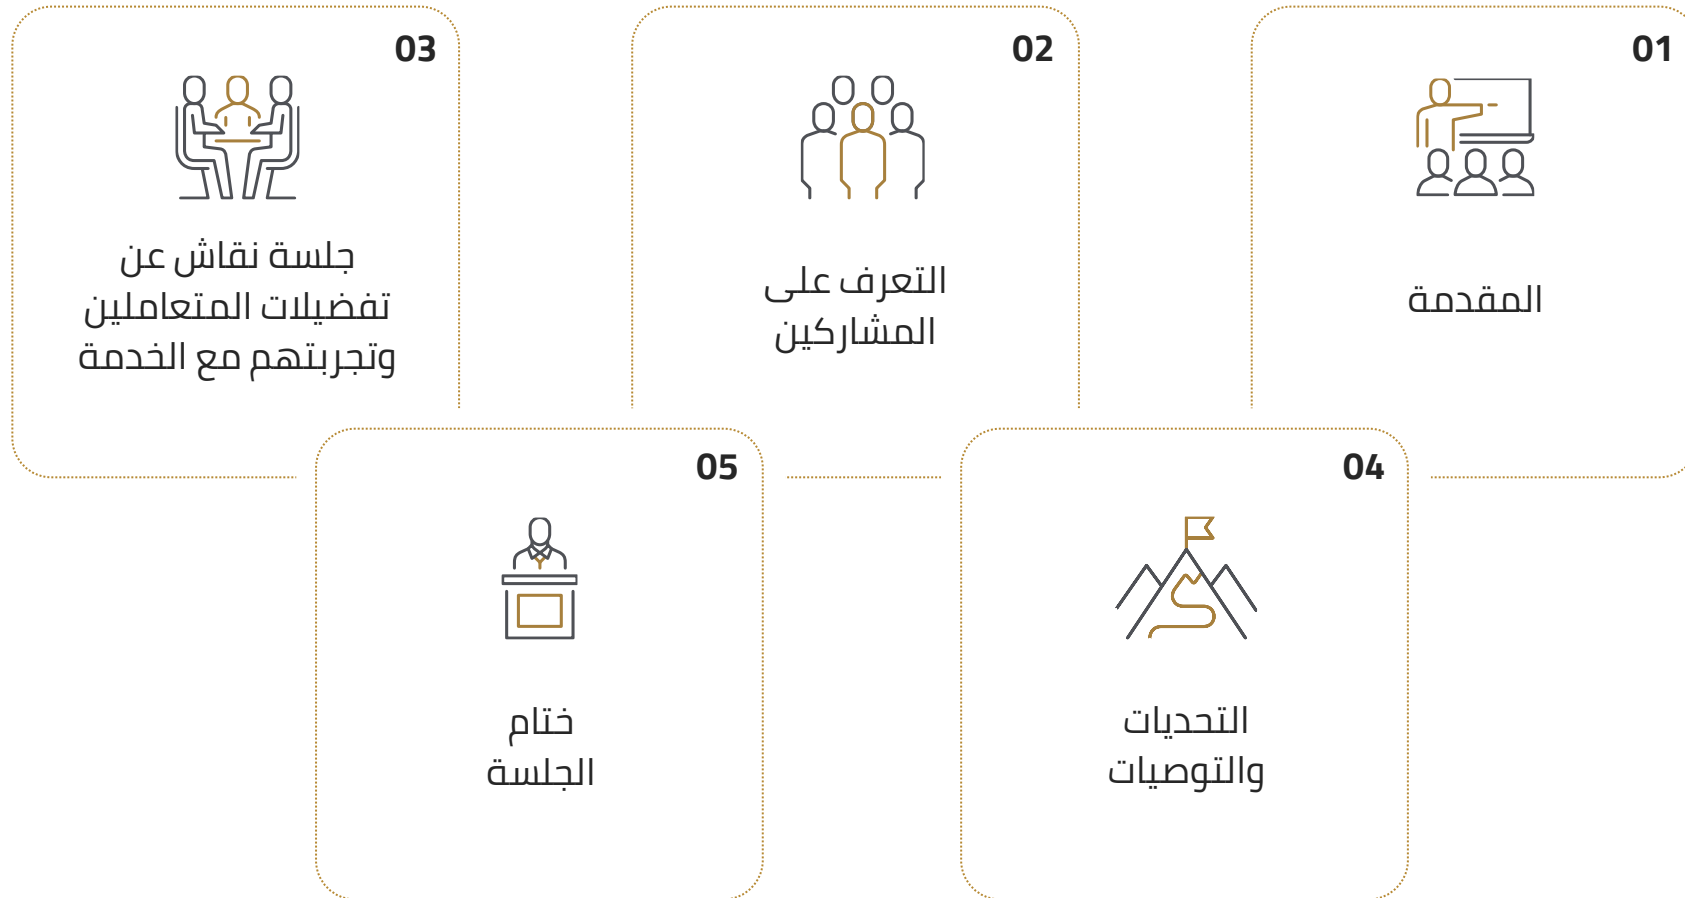 01
المقدمة
02
التعرف على
المشاركين
03
جلسة نقاش عن
تفضيلات المتعاملين
وتجربتهم مع الخدمة
04
التحديات
والتوصيات
05
ختام
الجلسة